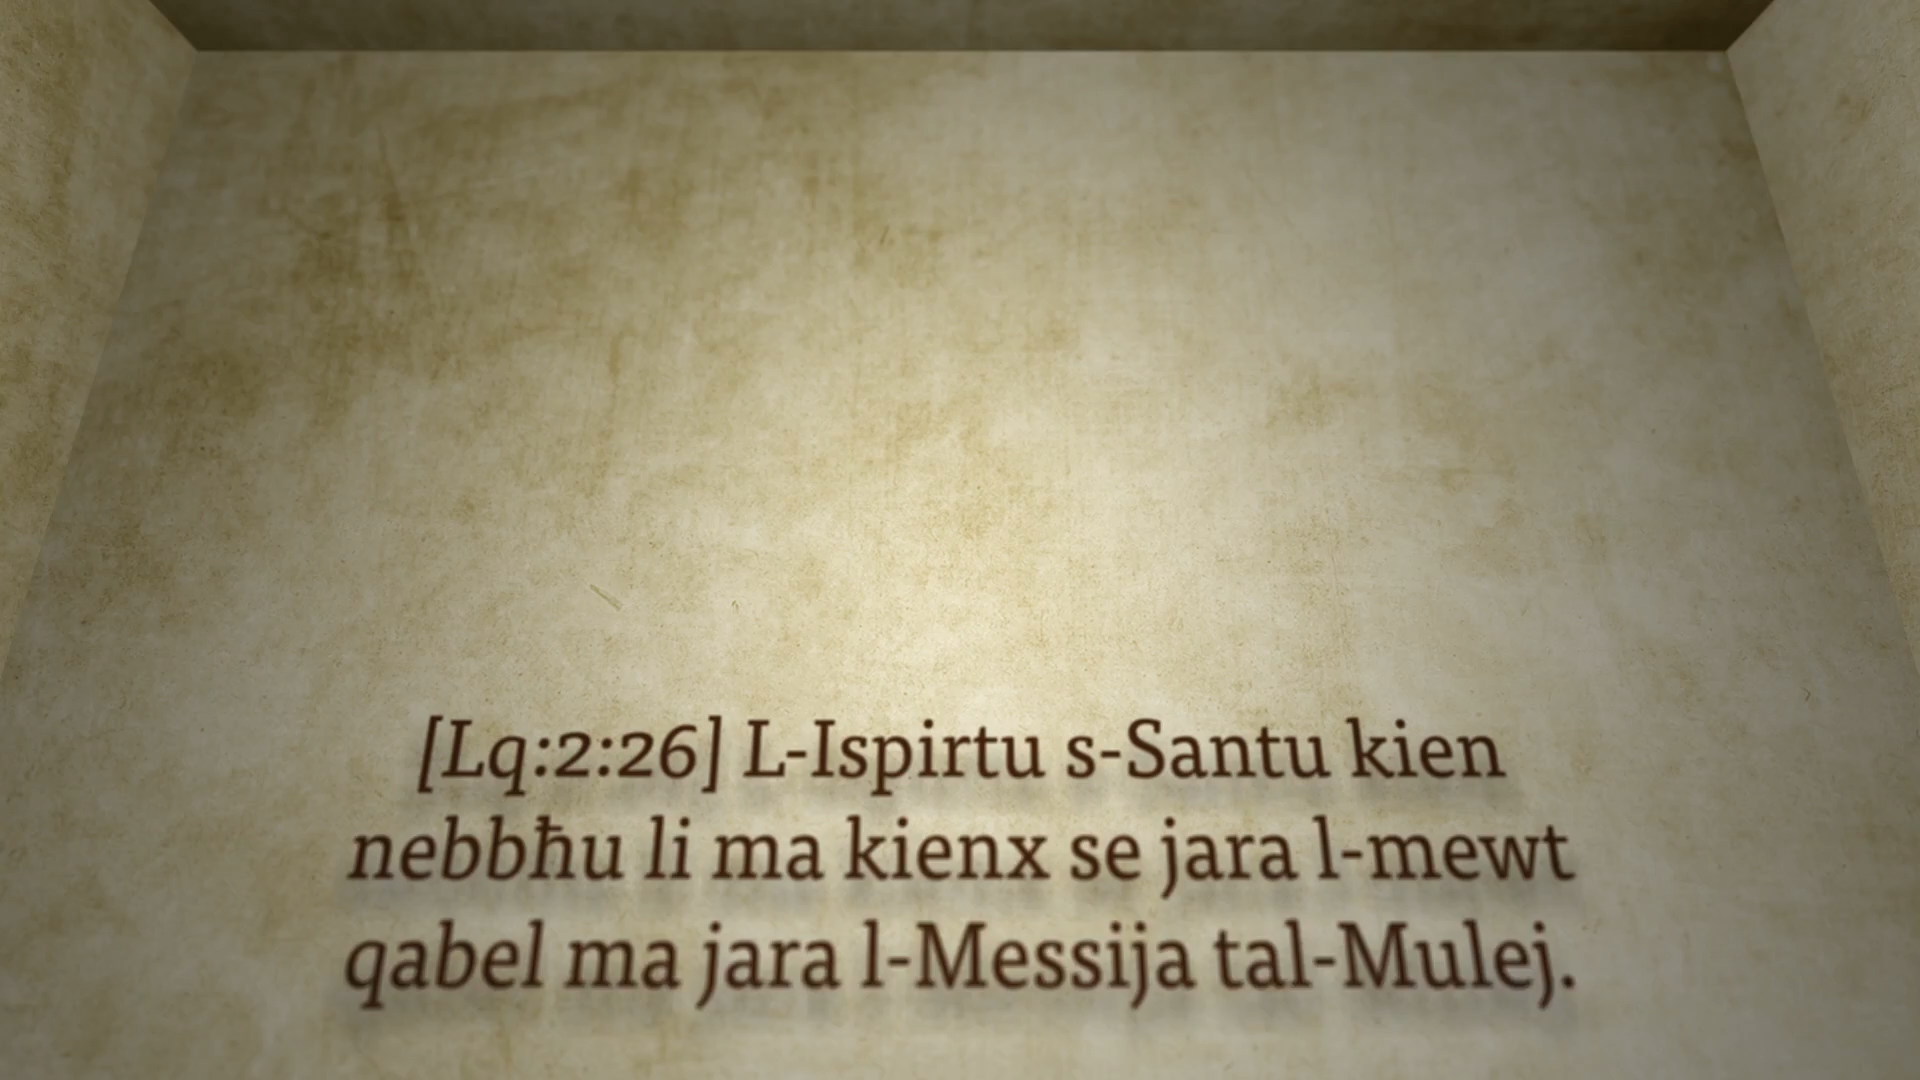 [Lq:2:26] L-Ispirtu s-Santu kien
nebbħu li ma kienx se jara l-mewt
qabel ma jara l-Messija tal-Mulej.